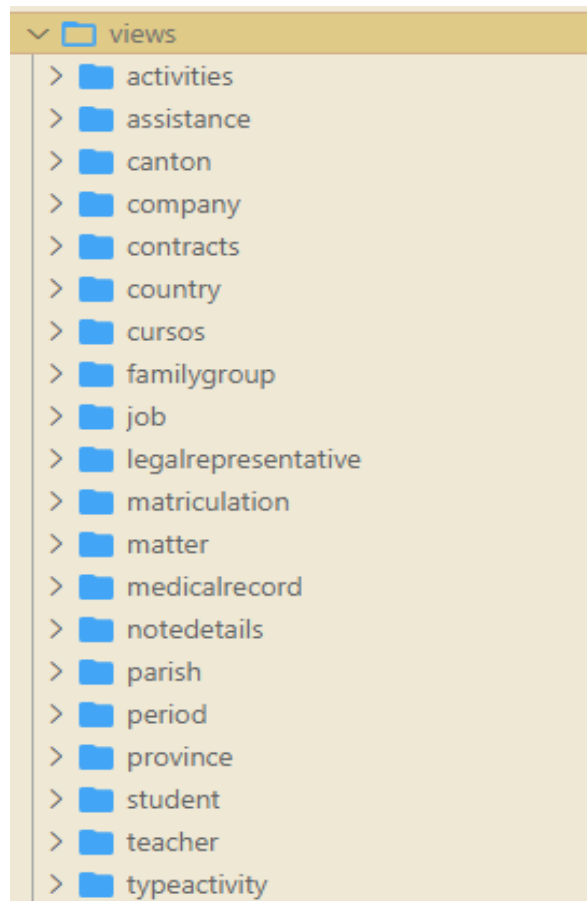 views
activities
assistance
canton
company
contracts
country
cursos
familygroup
job
legalrepresentative
matriculation
matter
medicalrecord
notedetails
parish
period
province
student
teacher
typeactivity